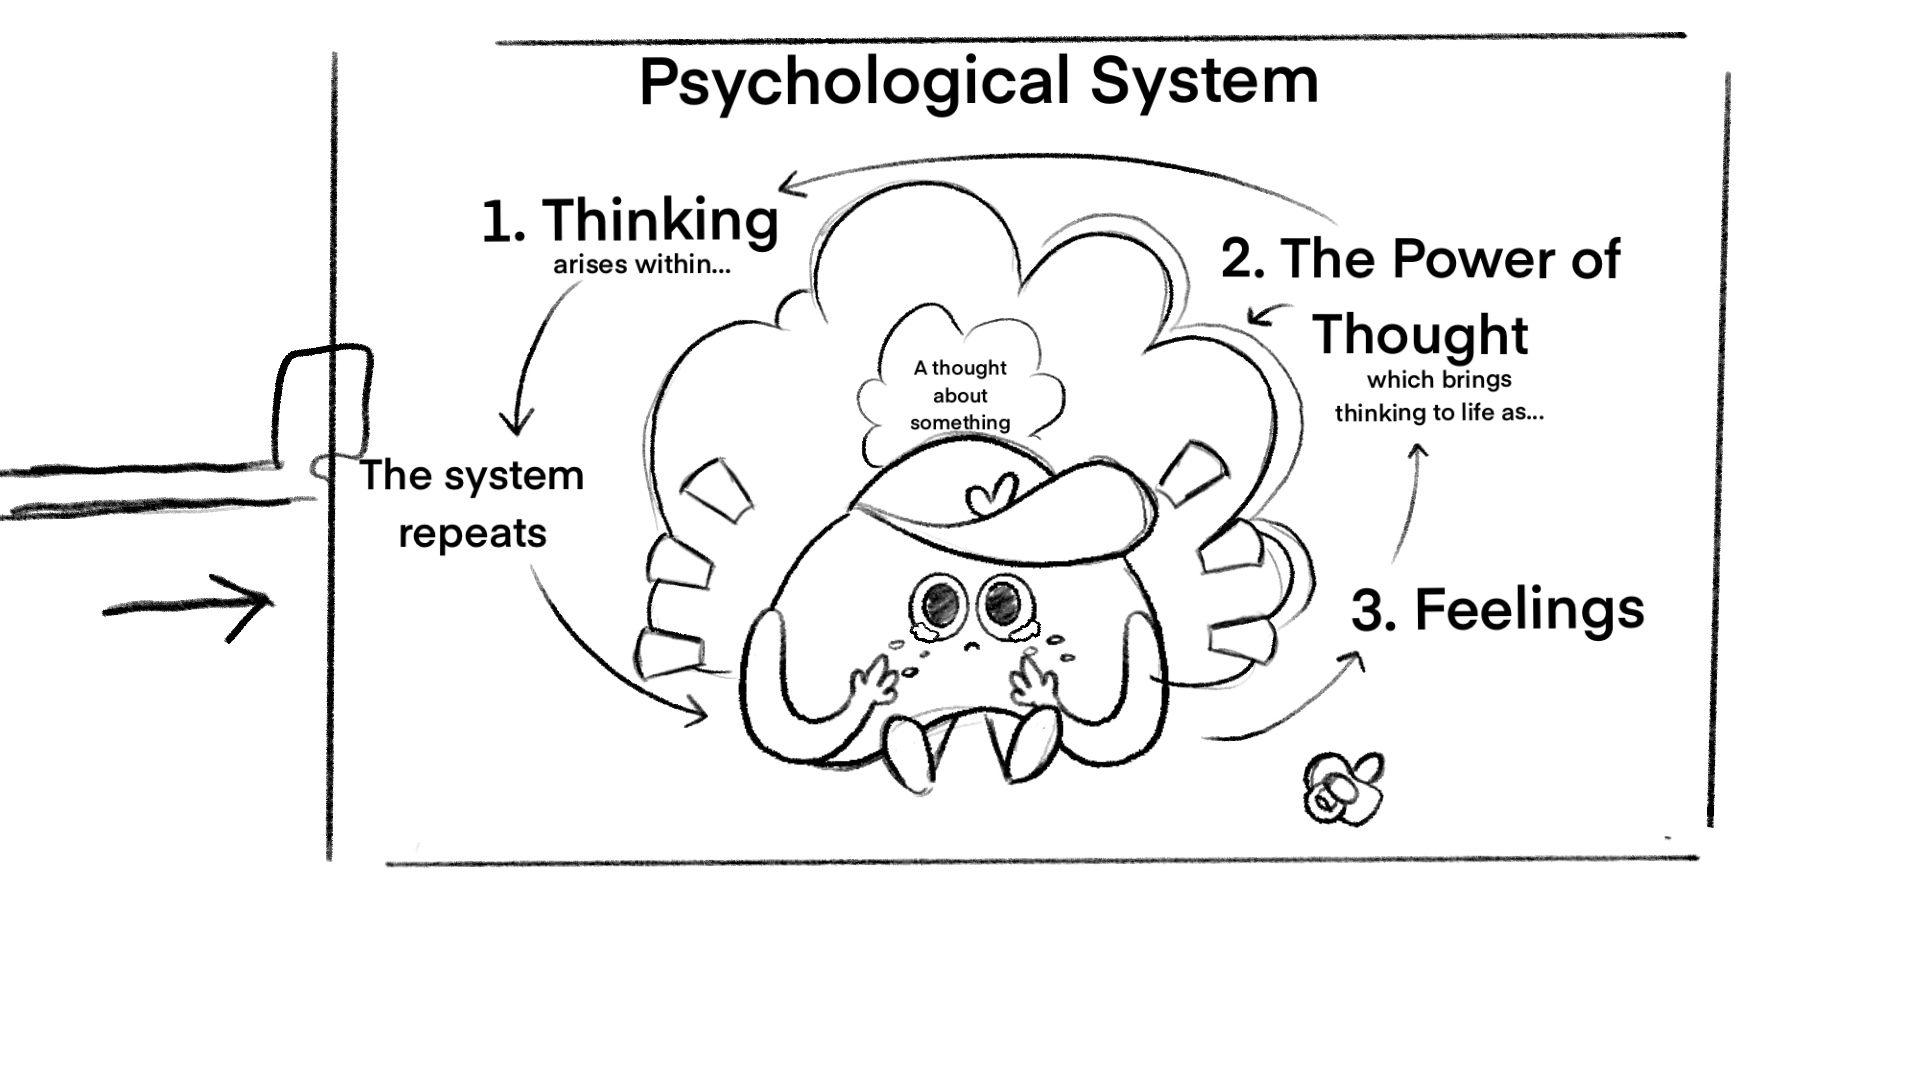 Psychological System
1. Thinking
arises within...
2. The Power of
Thought
which brings
thinking to life as...
A thought
about
something
The system
repeats
3. Feelings